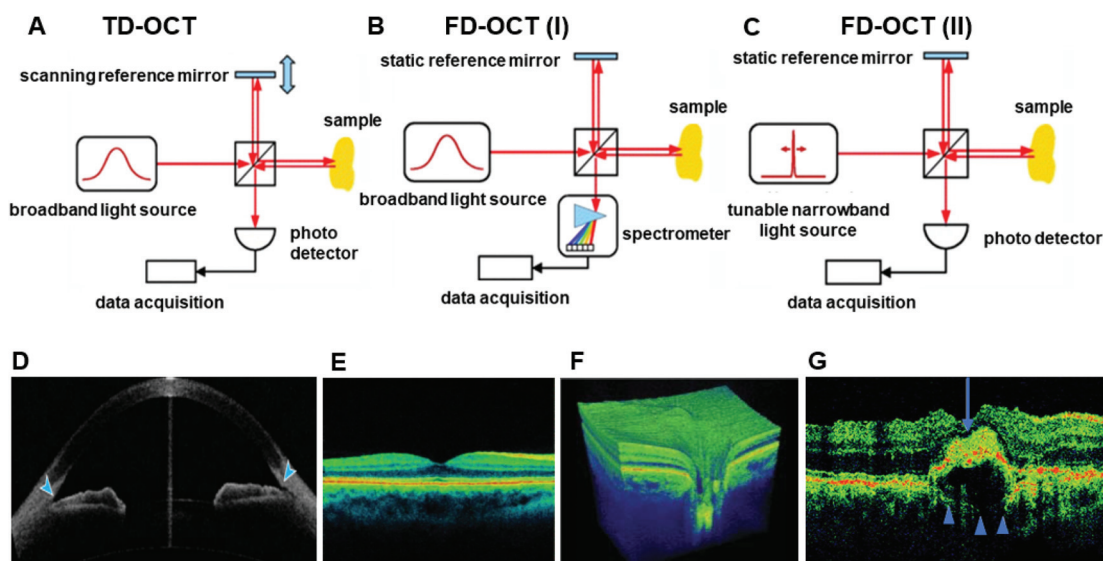 A
TD-OCT
scanning reference mirror
sample
broadband light source
photo
detector
data acquisition
B
FD-OCT (I)
static reference mirror
sample
broadband light source
spectrometer
data acquisition
C
FD-OCT (II)
static reference mirror
sample
tunable narrowband
light source
photo detector
data acquisition
D
E
F
G